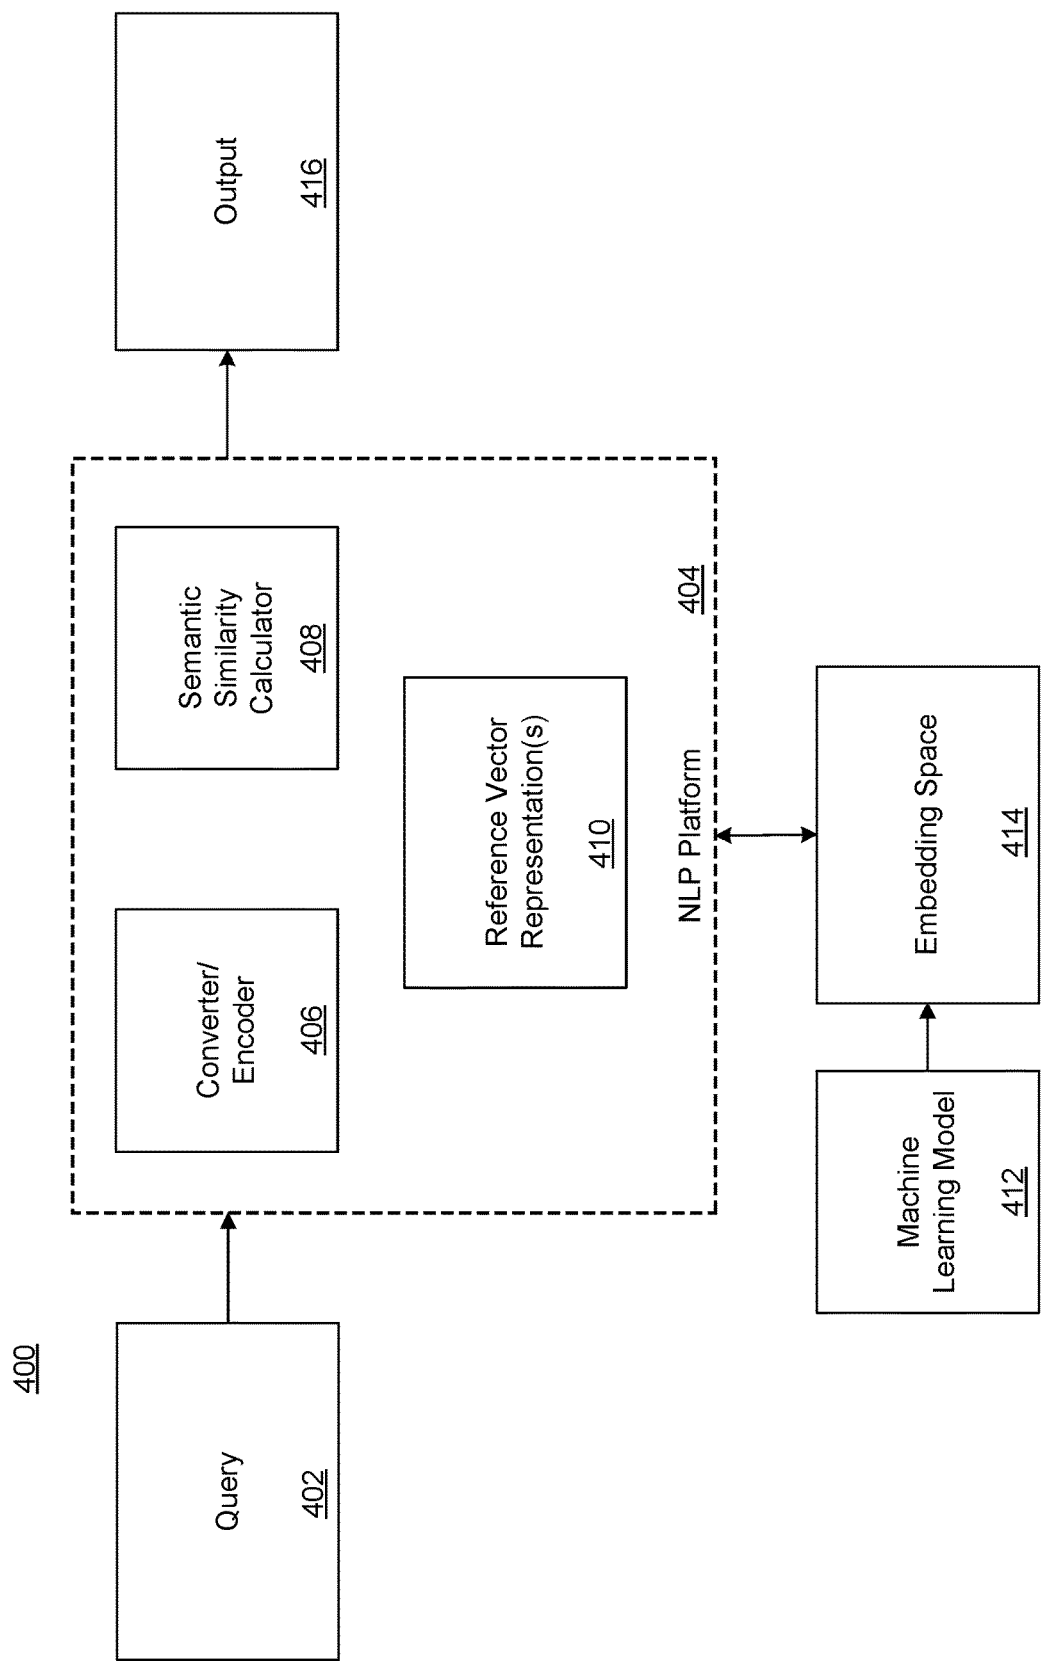 400
Query
402
Converter/
Encoder
406
Semantic
Similarity
Calculator
408
Reference Vector
Representation(s)
410
NLP Platform
404
Output
416
Machine
Learning Model
412
Embedding Space
414